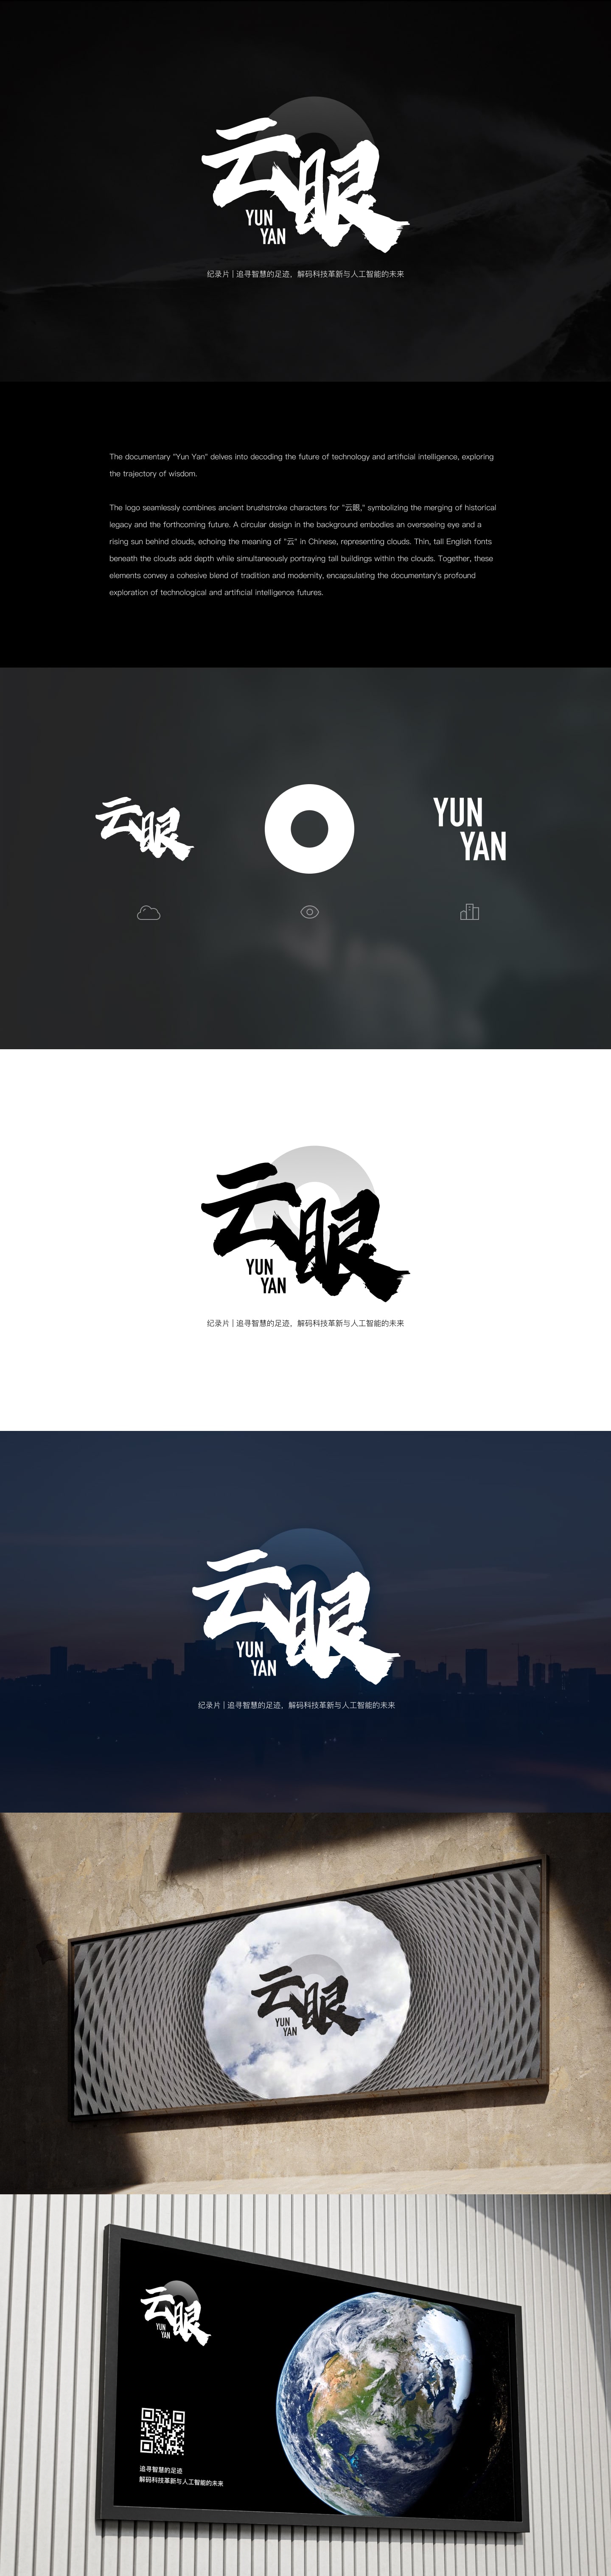 云眼
YUN
YAN
纪录片 | 追寻智慧的足迹，解码科技革新与人工智能的未来
The documentary "Yun Yan" delves into decoding the future of technology and artificial intelligence, exploring
the trajectory of wisdom.
The logo seamlessly combines ancient brushstroke characters for "云眼," symbolizing the merging of historical
legacy and the forthcoming future. A circular design in the background embodies an overseeing eye and a
rising sun behind clouds, echoing the meaning of "云" in Chinese, representing clouds. Thin, tall English fonts
beneath the clouds add depth while simultaneously portraying tall buildings within the clouds. Together, these
elements convey a cohesive blend of tradition and modernity, encapsulating the documentary's profound
exploration of technological and artificial intelligence futures.
云眼
YUN
YAN
云眼
YUN
YAN
纪录片 | 追寻智慧的足迹，解码科技革新与人工智能的未来
云眼
YUN
YAN
纪录片 | 追寻智慧的足迹，解码科技革新与人工智能的未来
云眼
YUN
YAN
云眼
YUN
YAN
追寻智慧的足迹
解码科技革新与人工智能的未来